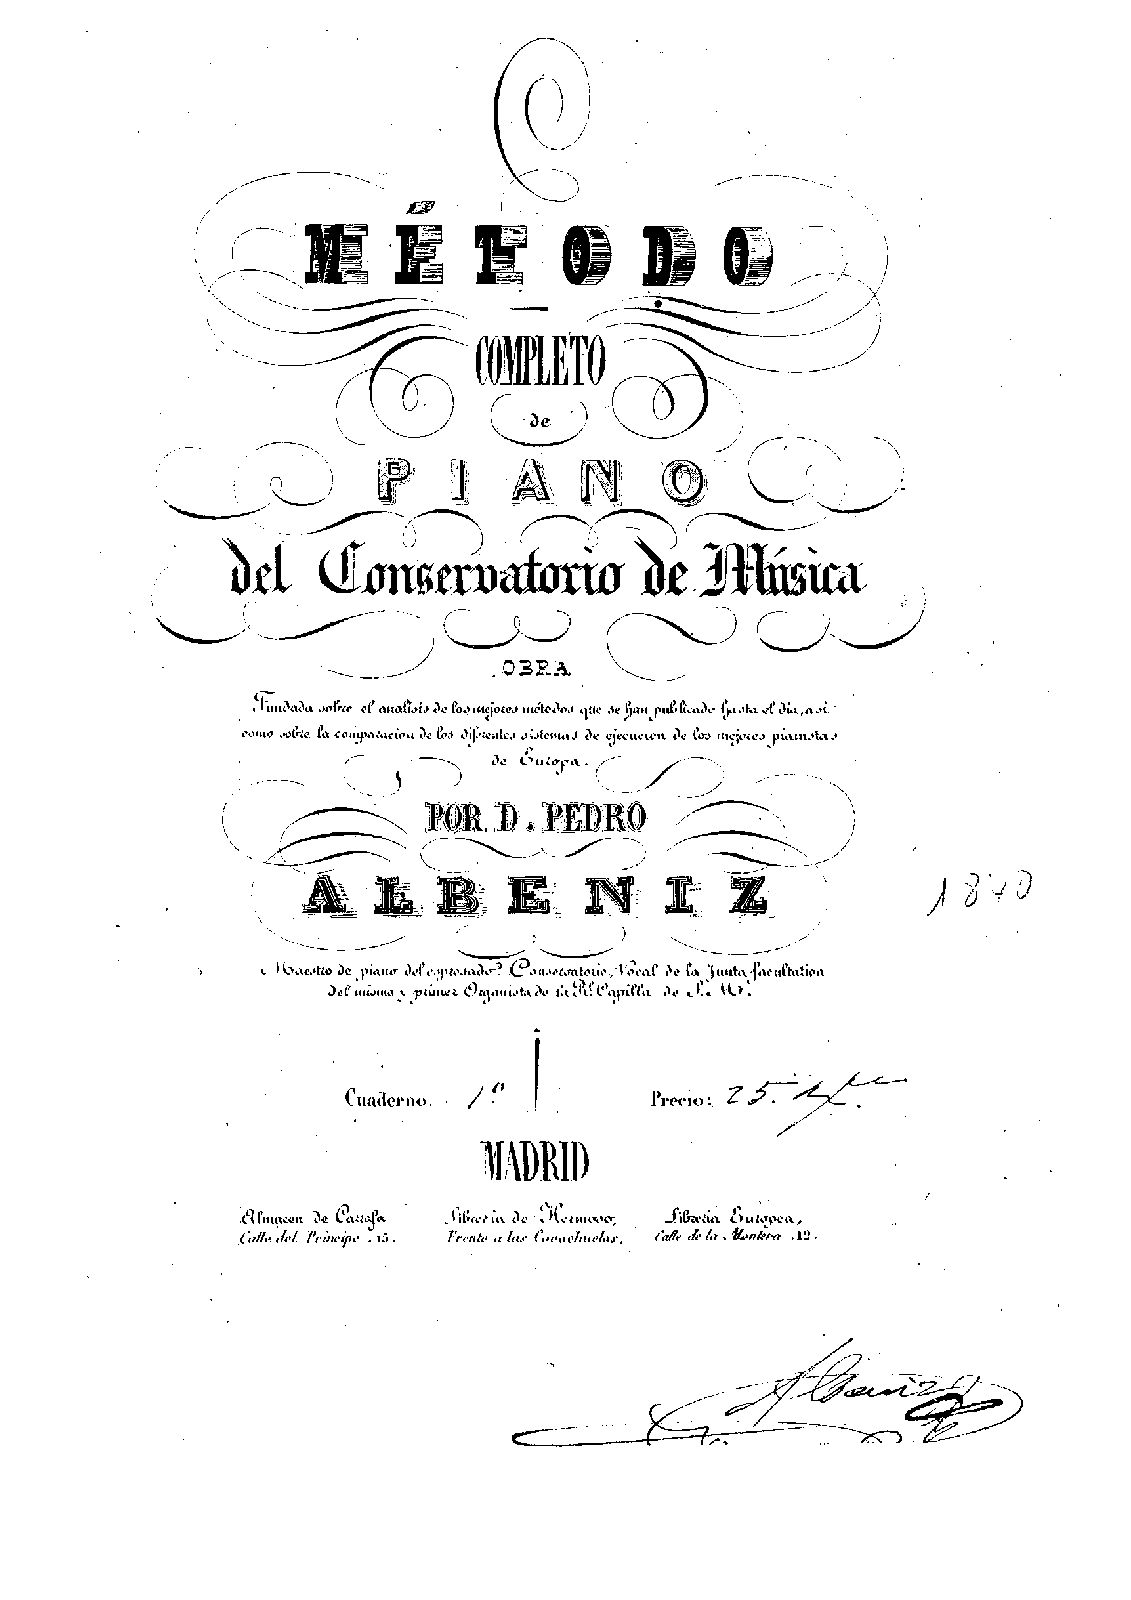 MÉTODO
COMPLETO
de
PIANO
del Conservatorio de Música
OBRA
Fundada sobre el analisis de los mejores métodos que se han publicado hasta el dia, asi
como sobre la comparacion de los diferentes sistemas de ejecucion de los mejores pianistas
de Europa.
POR D. PEDRO
ALBENIZ
1840
Maestro de piano del espresado Conservatorio, Vocal de la Junta facultativa
del mismo y primer Organista de la Rl. Capilla de S. M.
Cuaderno. 1º Precio: 25.
MADRID
Almacen de Carrafa Libreria de Hermoso, Libreria Europea,
Calle del Principe .15. Frente a las Covachuelas, Calle de la Montera .12.
Albeniz